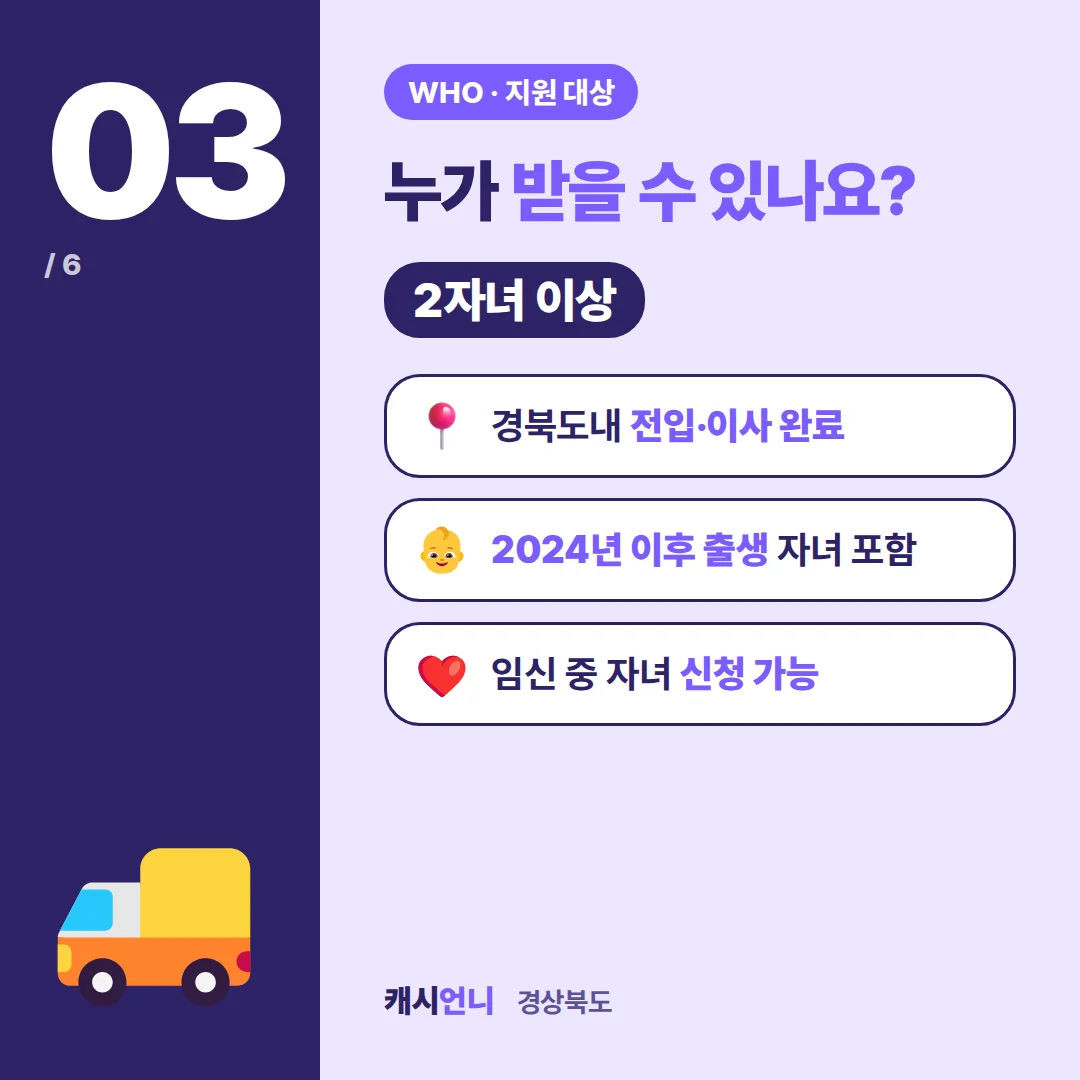 03
/ 6
WHO · 지원 대상
누가 받을 수 있나요?
2자녀 이상
경북도내 전입·이사 완료
2024년 이후 출생 자녀 포함
임신 중 자녀 신청 가능
캐시언니 경상북도